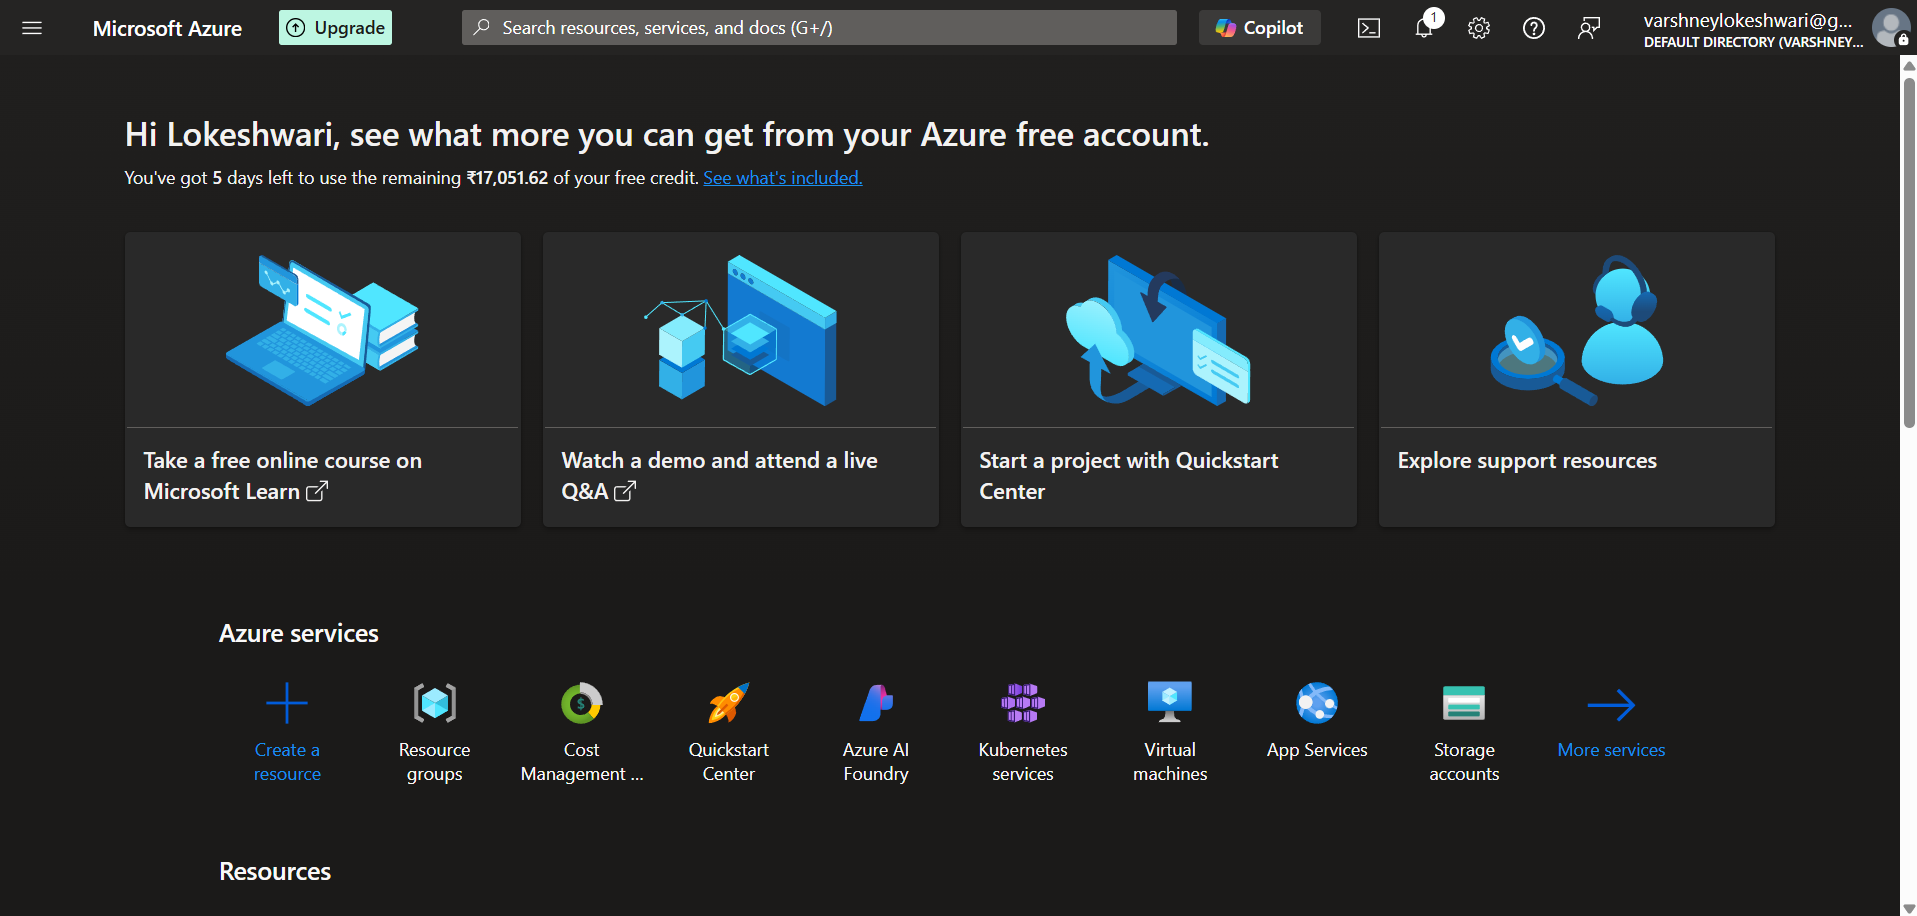 Microsoft Azure
Upgrade
Search resources, services, and docs (G+/)
Copilot
1
varshneylokeshwari@g...
DEFAULT DIRECTORY (VARSHNEY...
Hi Lokeshwari, see what more you can get from your Azure free account.
You've got 5 days left to use the remaining ₹17,051.62 of your free credit. See what's included.
Take a free online course on
Microsoft Learn
Watch a demo and attend a live
Q&A
Start a project with Quickstart
Center
Explore support resources
Azure services
Create a
resource
Resource
groups
Cost
Management ...
Quickstart
Center
Azure AI
Foundry
Kubernetes
services
Virtual
machines
App Services
Storage
accounts
More services
Resources